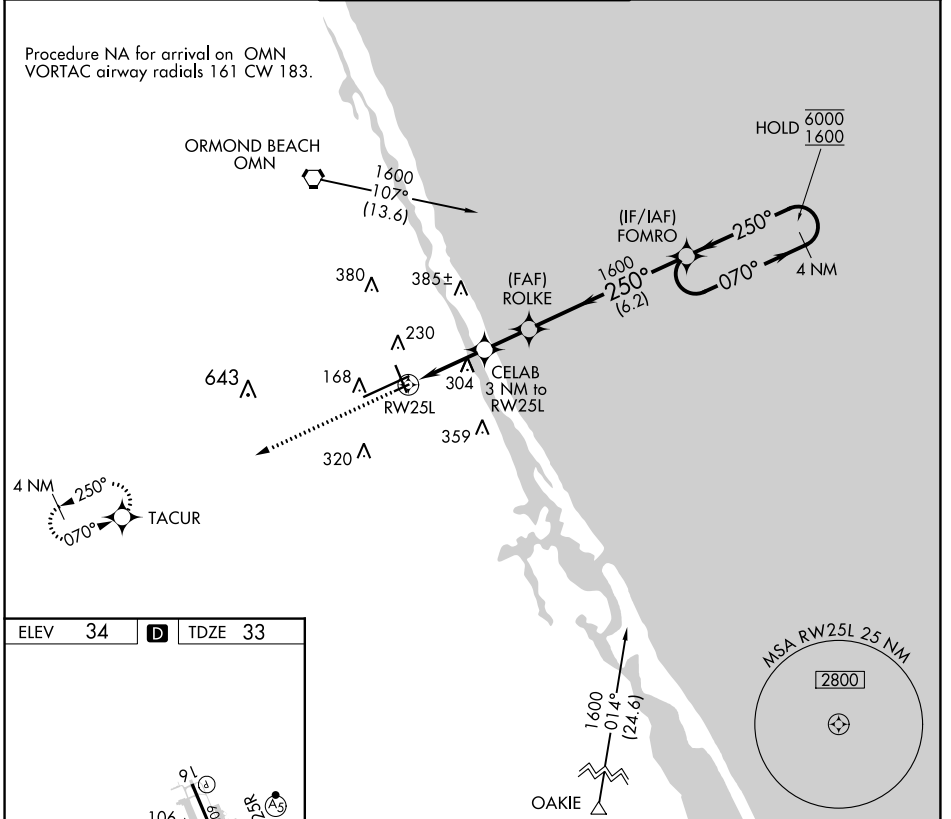 Procedure NA for arrival on OMN
VORTAC airway radials 161 CW 183.
HOLD 6000
1600
ORMOND BEACH
OMN
1600
107°
(13.6)
(IF/IAF)
FOMRO
250°
070°
4 NM
1600
250°
(6.2)
(FAF)
ROLKE
380
385±
230
643
168
304
CELAB
3 NM to
RW25L
RW25L
359
320
4 NM
250°
070°
TACUR
ELEV 34 D TDZE 33
MSA RW25L 25 NM
2800
1600
014°
(24.6)
OAKIE
16
P
A5
25R
106